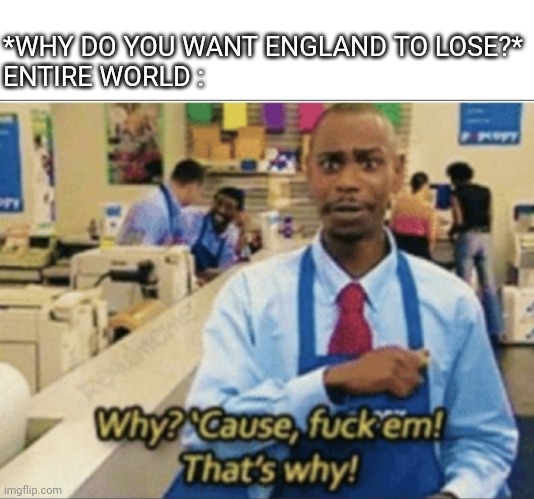 *WHY DO YOU WANT ENGLAND TO LOSE?*
ENTIRE WORLD :
Why? 'Cause, fuck em!
That's why!
imgflip.com